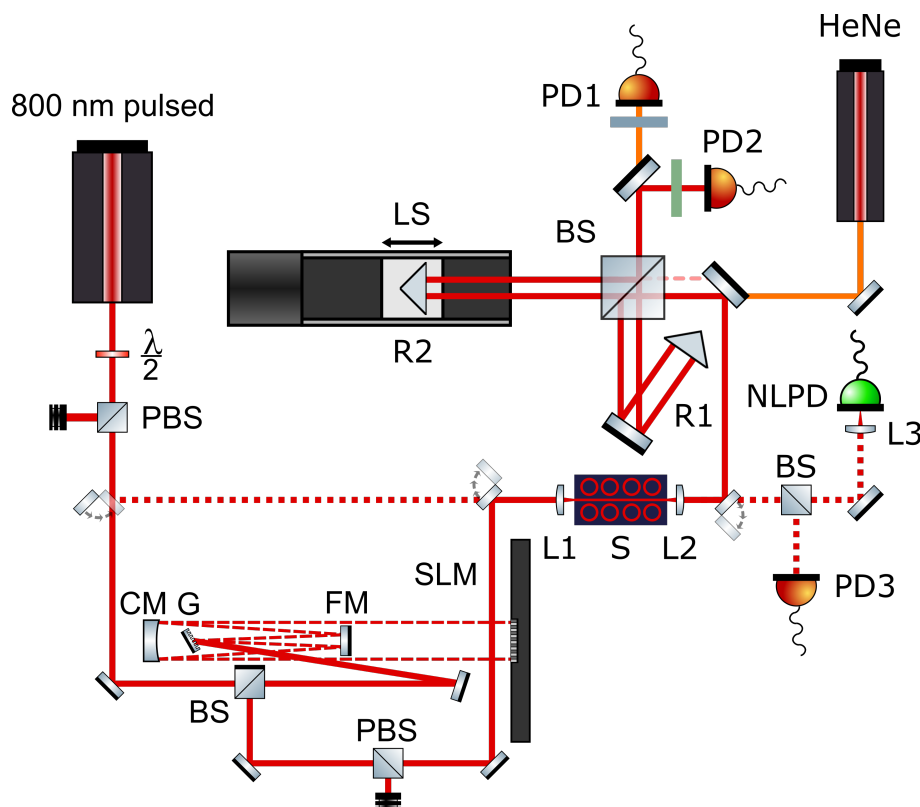 HeNe
800 nm pulsed
PD1
PD2
LS
BS
R2
λ
2
PBS
R1
NLPD
L3
BS
L1
S
L2
SLM
PD3
CM
G
FM
BS
PBS